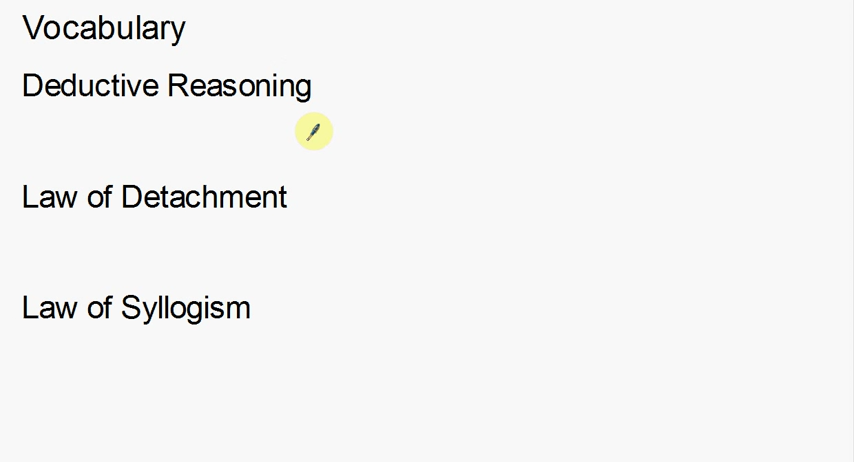 Vocabulary
Deductive Reasoning
Law of Detachment
Law of Syllogism